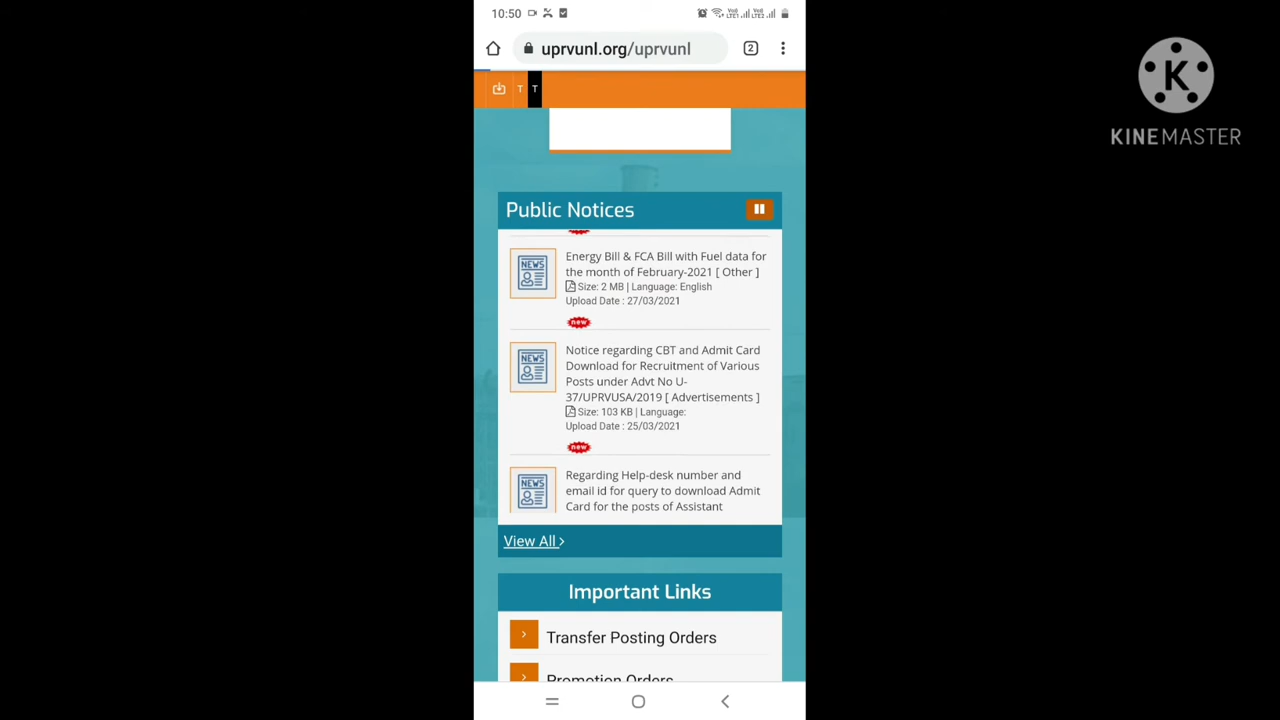 10:50
uprvunl.org/uprvunl
2
T T
K
KINEMASTER
Public Notices
NEWS
Energy Bill & FCA Bill with Fuel data for
the month of February-2021 [ Other ]
Size: 2 MB | Language: English
Upload Date : 27/03/2021
new
NEWS
Notice regarding CBT and Admit Card
Download for Recruitment of Various
Posts under Advt No U-
37/UPRVUSA/2019 [ Advertisements ]
Size: 103 KB | Language:
Upload Date : 25/03/2021
new
NEWS
Regarding Help-desk number and
email id for query to download Admit
Card for the posts of Assistant
View All
Important Links
Transfer Posting Orders
Promotion Orders